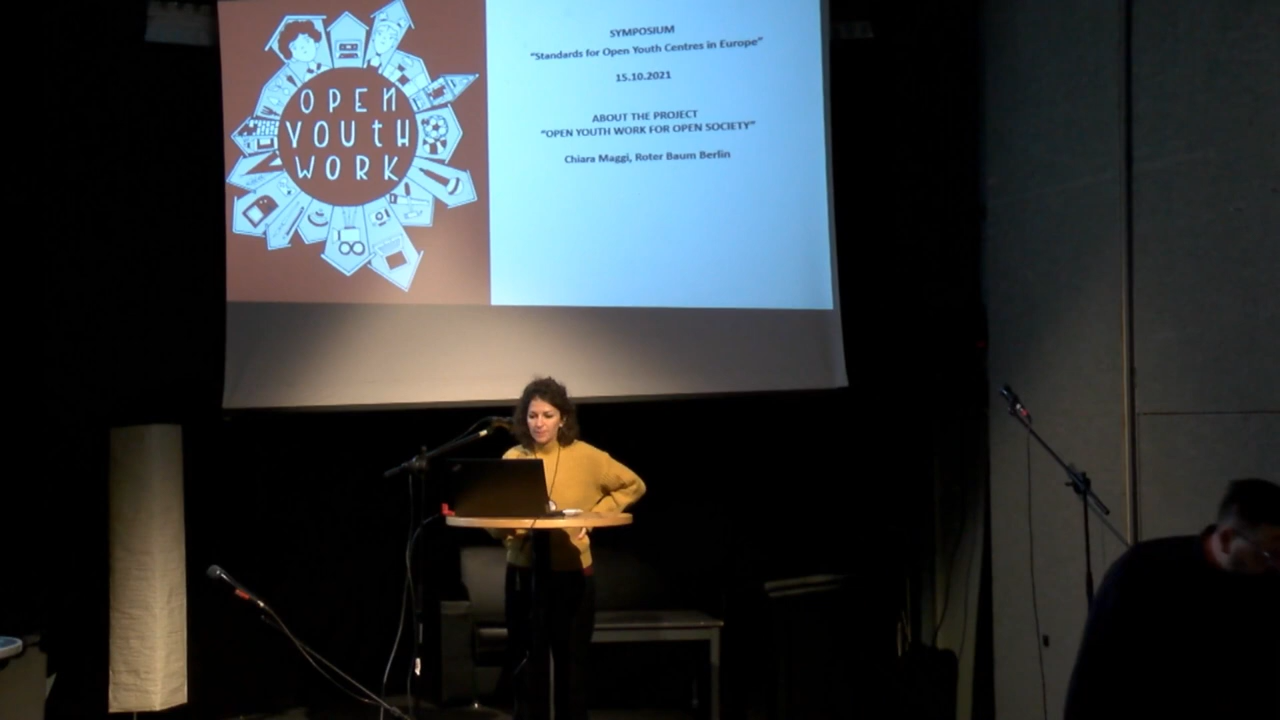 OPEN
YOUTH
WORK
SYMPOSIUM
"Standards for Open Youth Centres in Europe"
15.10.2021
ABOUT THE PROJECT
"OPEN YOUTH WORK FOR OPEN SOCIETY"
Chiara Maggi, Roter Baum Berlin